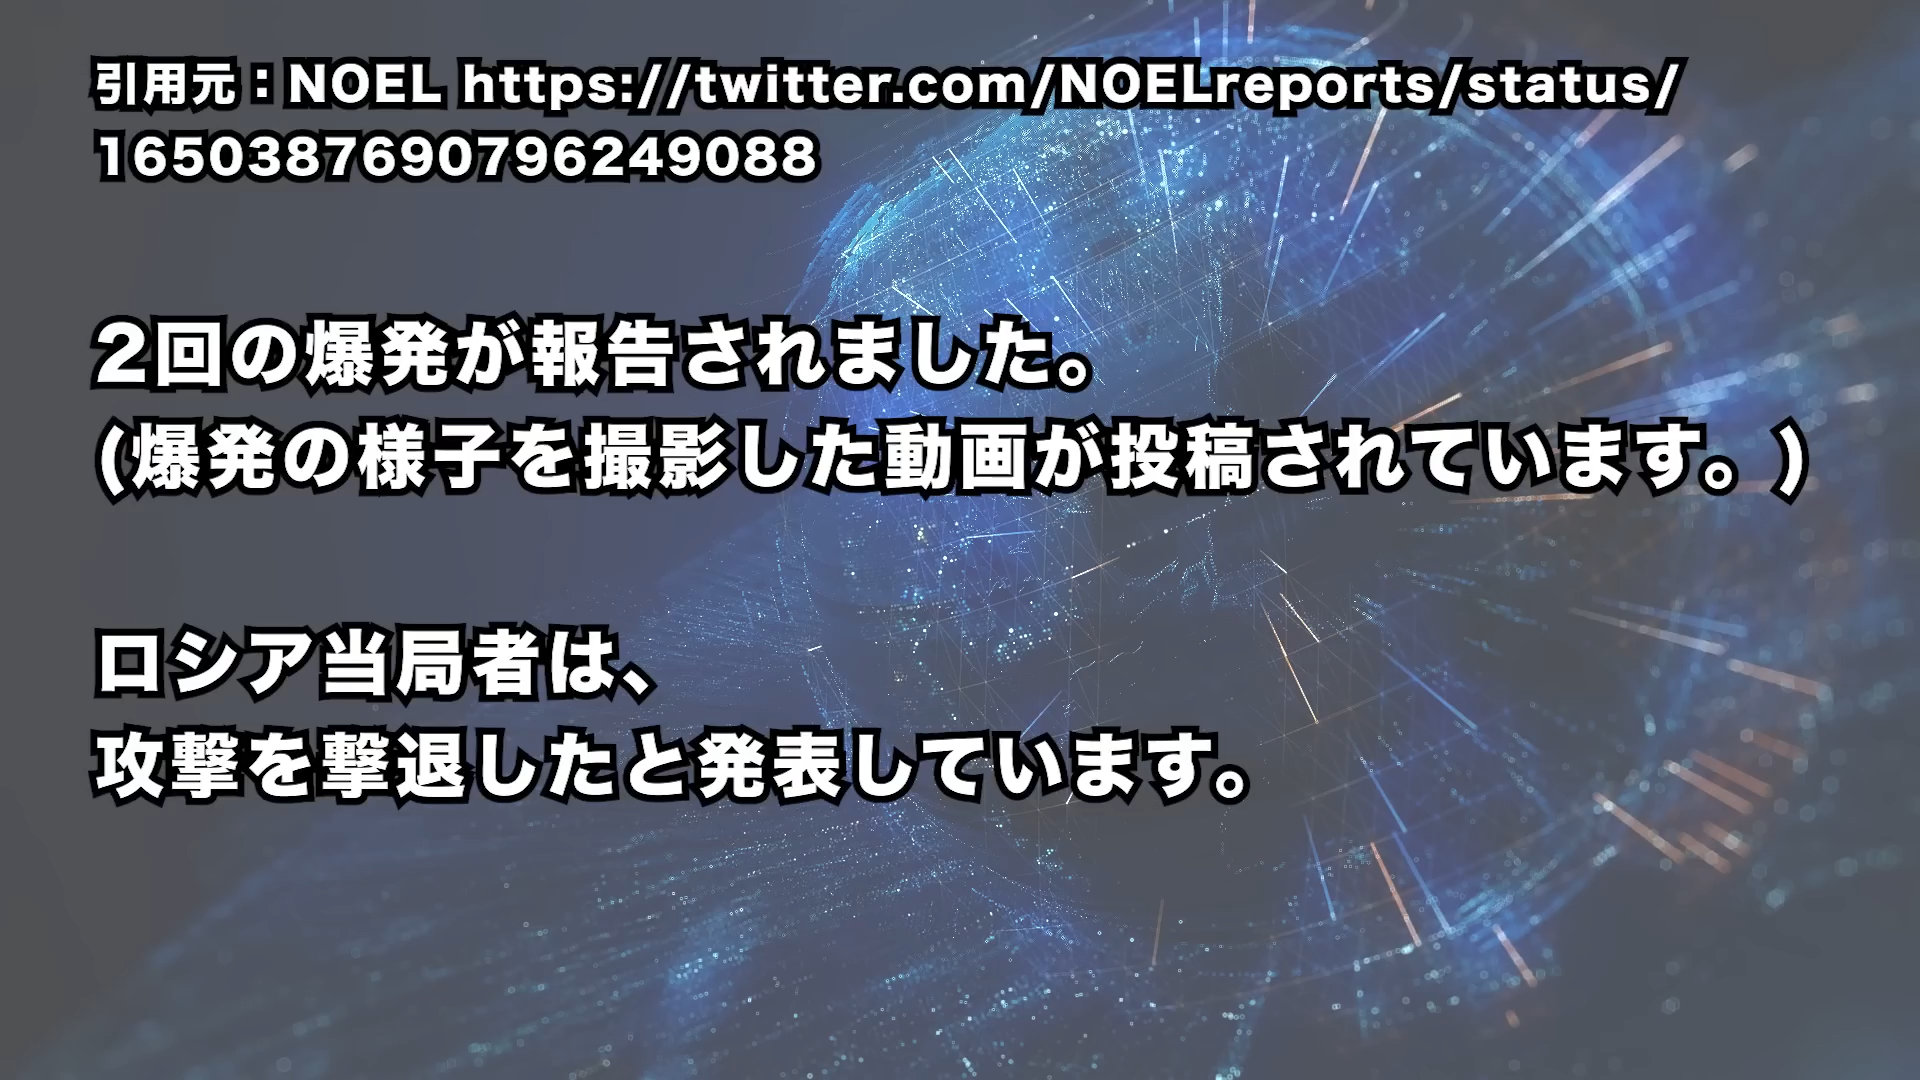 引用元：NOEL https://twitter.com/NOELreports/status/
1650387690796249088
2回の爆発が報告されました。
(爆発の様子を撮影した動画が投稿されています。)
ロシア当局者は、
攻撃を撃退したと発表しています。